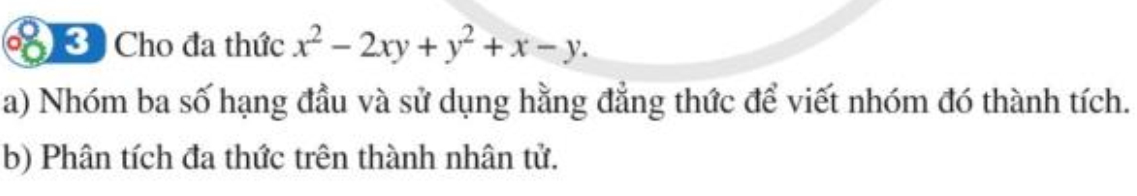 3 Cho đa thức x² – 2xy + y² + x – y.
a) Nhóm ba số hạng đầu và sử dụng hằng đẳng thức để viết nhóm đó thành tích.
b) Phân tích đa thức trên thành nhân tử.